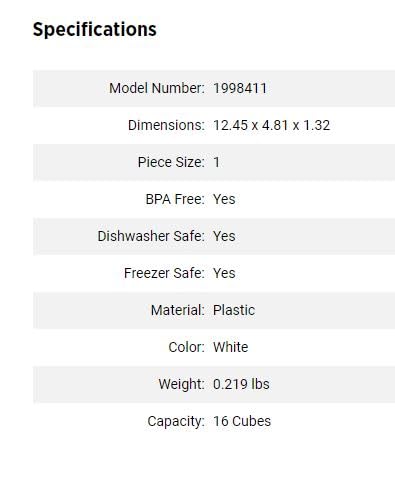 Specifications
Model Number: 1998411
Dimensions: 12.45 x 4.81 x 1.32
Piece Size: 1
BPA Free: Yes
Dishwasher Safe: Yes
Freezer Safe: Yes
Material: Plastic
Color: White
Weight: 0.219 lbs
Capacity: 16 Cubes